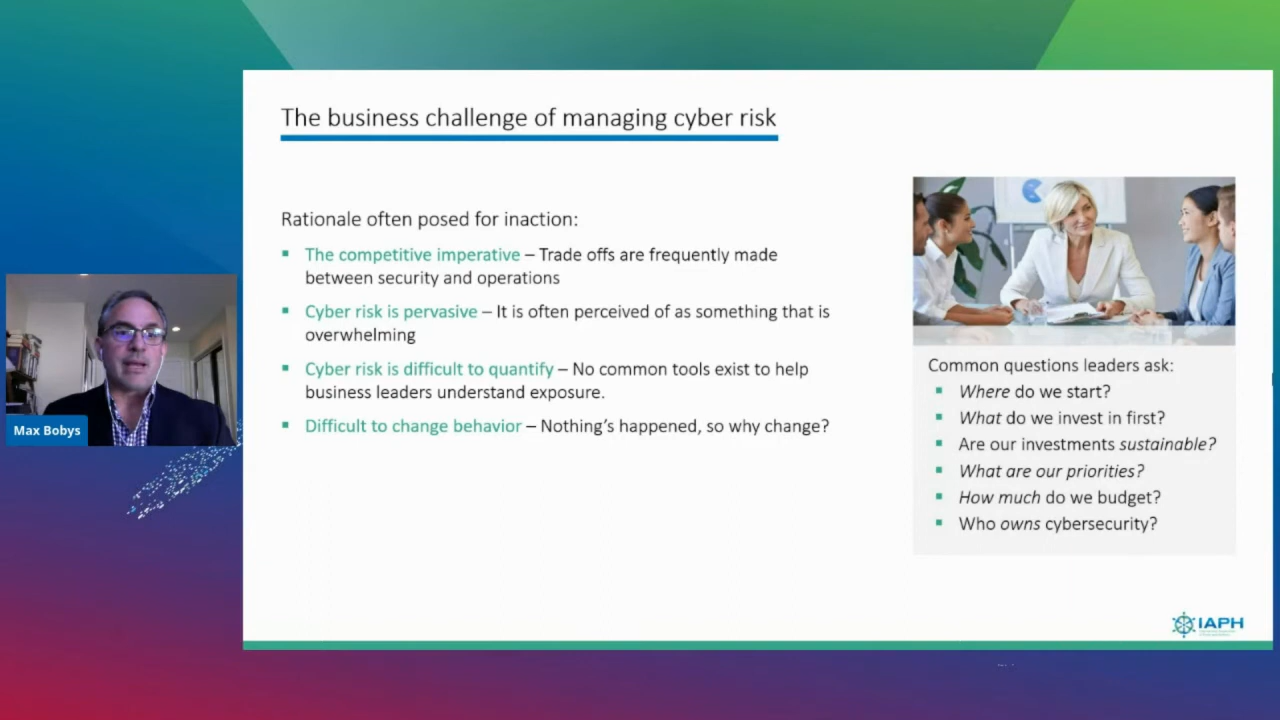 The business challenge of managing cyber risk
Rationale often posed for inaction:
▪ The competitive imperative – Trade offs are frequently made
between security and operations
▪ Cyber risk is pervasive – It is often perceived of as something that is
overwhelming
▪ Cyber risk is difficult to quantify – No common tools exist to help
business leaders understand exposure.
▪ Difficult to change behavior – Nothing's happened, so why change?
Common questions leaders ask:
▪ Where do we start?
▪ What do we invest in first?
▪ Are our investments sustainable?
▪ What are our priorities?
▪ How much do we budget?
▪ Who owns cybersecurity?
Max Bobys
IAPH